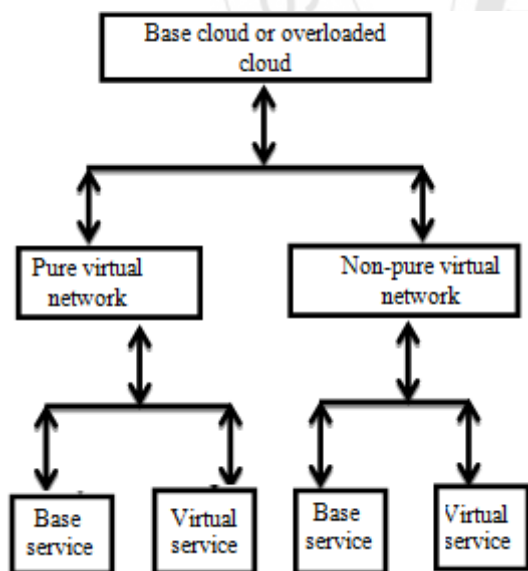 Base cloud or overloaded
cloud
Pure virtual
network
Non-pure virtual
network
Base
service
Virtual
service
Base
service
Virtual
service